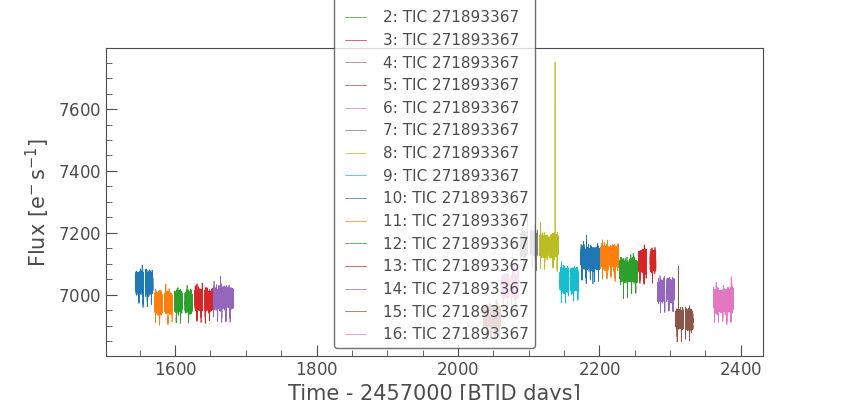 2: TIC 271893367
3: TIC 271893367
4: TIC 271893367
5: TIC 271893367
6: TIC 271893367
7: TIC 271893367
8: TIC 271893367
9: TIC 271893367
10: TIC 271893367
11: TIC 271893367
12: TIC 271893367
13: TIC 271893367
14: TIC 271893367
15: TIC 271893367
16: TIC 271893367
Flux [e⁻ s⁻¹]
7600
7400
7200
7000
1600 1800 2000 2200 2400
Time - 2457000 [BTJD days]